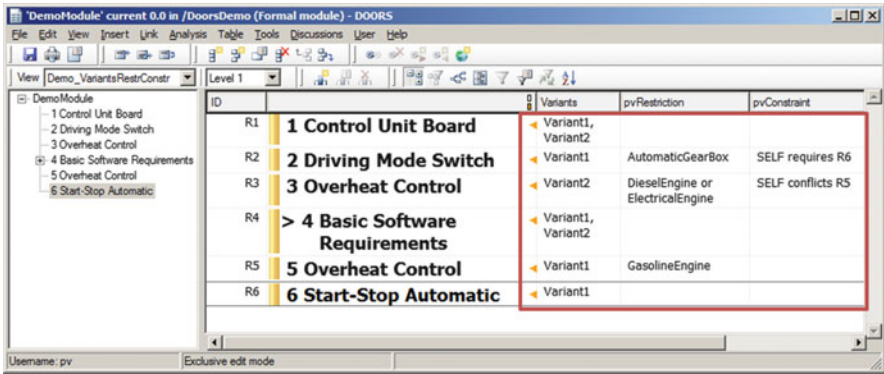 'DemoModule' current 0.0 in /DoorsDemo (Formal module) - DOORS
File Edit View Insert Link Analysis Table Tools Discussions User Help
View Demo_VariantsRestrConstr Level 1
DemoModule
1 Control Unit Board
2 Driving Mode Switch
3 Overheat Control
4 Basic Software Requirements
5 Overheat Control
6 Start-Stop Automatic
ID Variants pvRestriction pvConstraint
R1 1 Control Unit Board Variant1,
Variant2
R2 2 Driving Mode Switch Variant1 AutomaticGearBox SELF requires R6
R3 3 Overheat Control Variant2 DieselEngine or SELF conflicts R5
ElectricalEngine
R4 > 4 Basic Software Variant1,
Requirements Variant2
R5 5 Overheat Control Variant1 GasolineEngine
R6 6 Start-Stop Automatic Variant1
Username: pv Exclusive edit mode